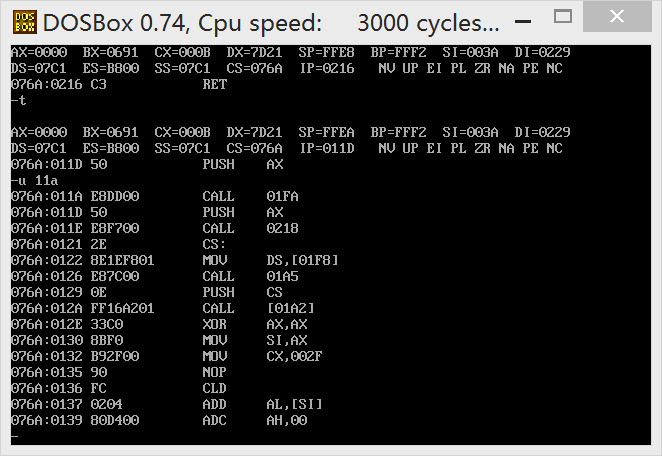 DOS BOX DOSBox 0.74, Cpu speed: 3000 cycles...
AX=0000 BX=0691 CX=000B DX=7D21 SP=FFE8 BP=FFF2 SI=003A DI=0229
DS=07C1 ES=B800 SS=07C1 CS=076A IP=0216 NV UP EI PL ZR NA PE NC
076A:0216 C3 RET
-t
AX=0000 BX=0691 CX=000B DX=7D21 SP=FFEA BP=FFF2 SI=003A DI=0229
DS=07C1 ES=B800 SS=07C1 CS=076A IP=011D NV UP EI PL ZR NA PE NC
076A:011D 50 PUSH AX
-u 11a
076A:011A E8DD00 CALL 01FA
076A:011D 50 PUSH AX
076A:011E E8F700 CALL 0218
076A:0121 2E CS:
076A:0122 8E1EF801 MOV DS,[01F8]
076A:0126 E87C00 CALL 01A5
076A:0129 0E PUSH CS
076A:012A FF16A201 CALL [01A2]
076A:012E 33C0 XOR AX,AX
076A:0130 8BF0 MOV SI,AX
076A:0132 B92F00 MOV CX,002F
076A:0135 90 NOP
076A:0136 FC CLD
076A:0137 0204 ADD AL,[SI]
076A:0139 80D400 ADC AH,00
-